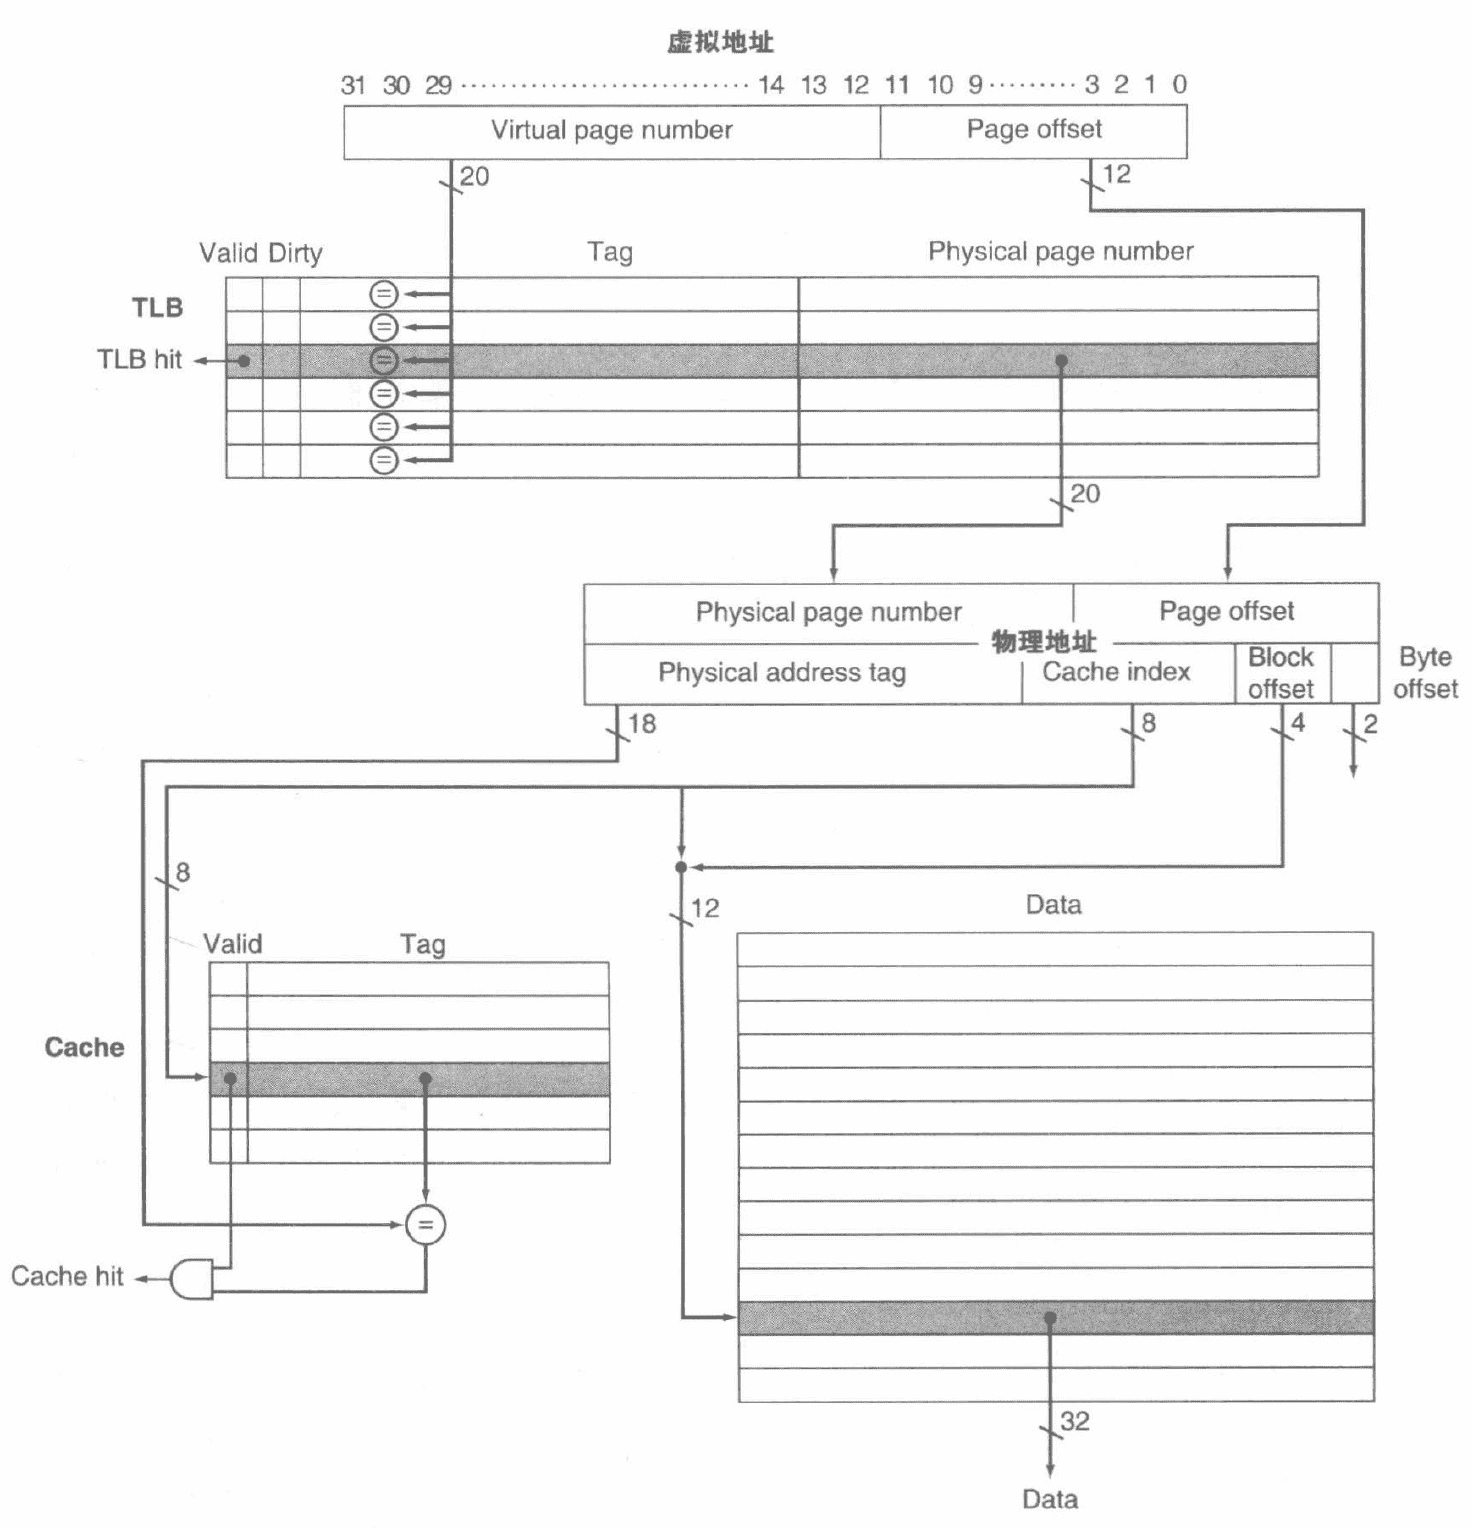 虚拟地址
31 30 29 ··························· 14 13 12 11 10 9 ········· 3 2 1 0
Virtual page number Page offset
20 12
Valid Dirty Tag Physical page number
TLB
=
=
TLB hit =
=
=
=
20
Physical page number Page offset
物理地址
Physical address tag Cache index Block offset Byte offset
18 8 4 2
8
12
Data
Valid Tag
Cache
=
Cache hit
32
Data